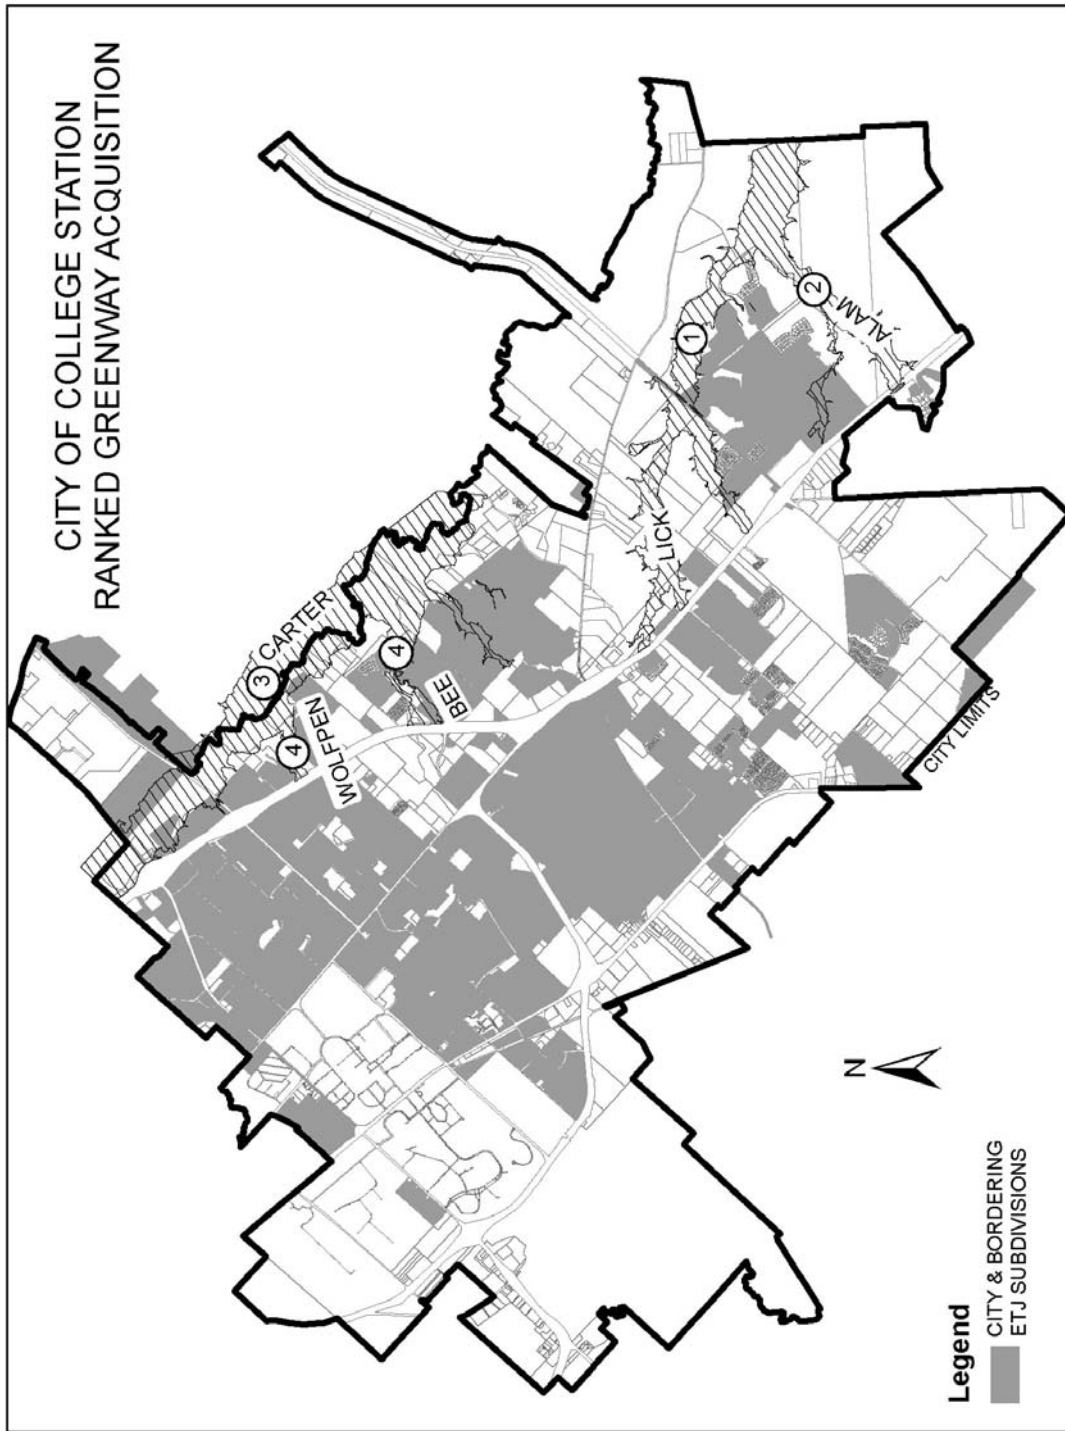 CITY OF COLLEGE STATION
RANKED GREENWAY ACQUISITION
3
CARTER
4
WOLFPEN
4
BEE
LICK
1
2
ALAM
CITY LIMITS
N
Legend
CITY & BORDERING
ETJ SUBDIVISIONS